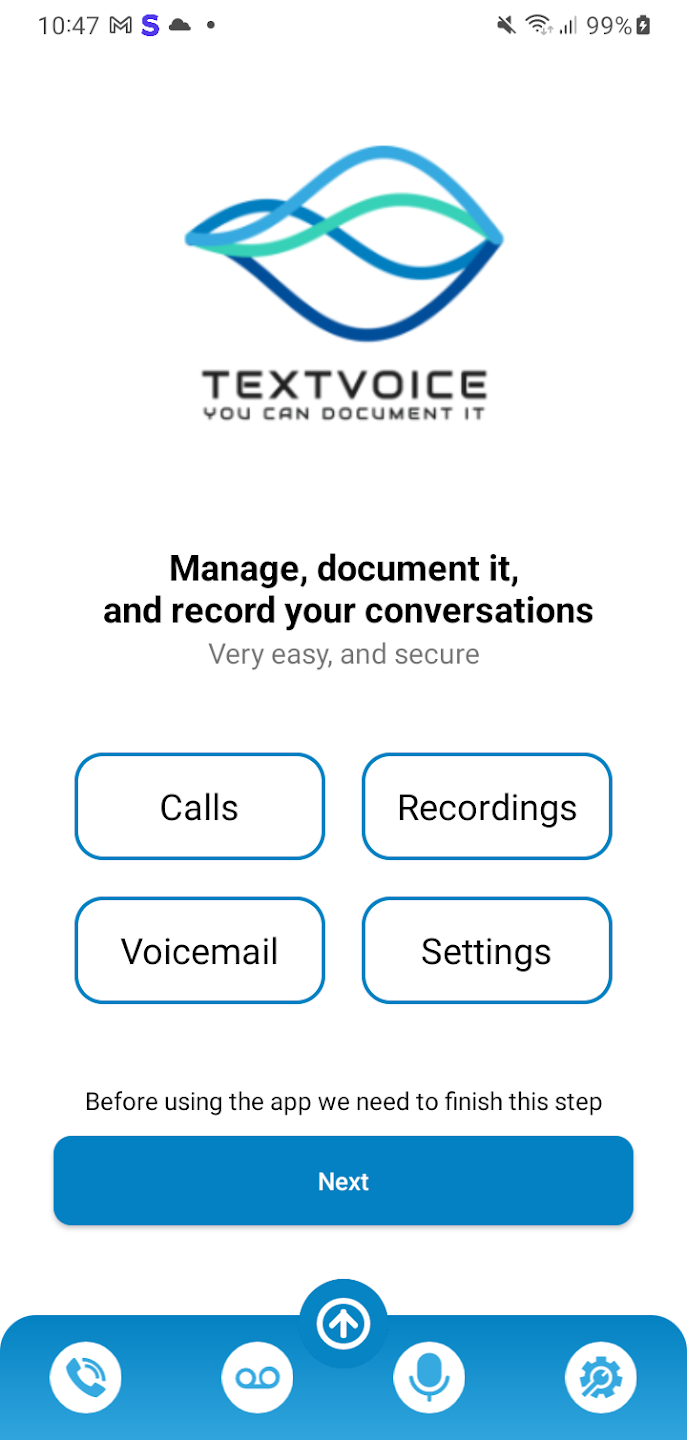 10:47
99%
TEXTVOICE
YOU CAN DOCUMENT IT
Manage, document it,
and record your conversations
Very easy, and secure
Calls
Recordings
Voicemail
Settings
Before using the app we need to finish this step
Next